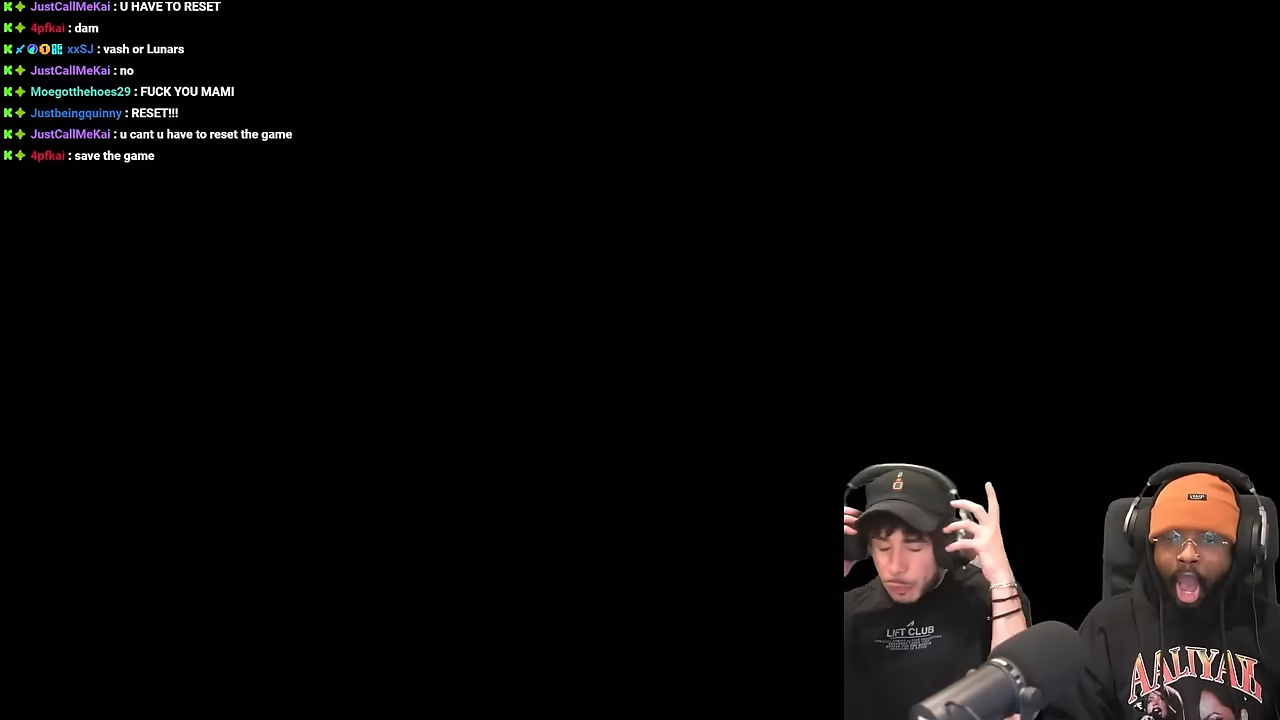 JustCallMeKai : U HAVE TO RESET
4pfkai : dam
xxSJ : vash or Lunars
JustCallMeKai : no
Moegotthehoes29 : FUCK YOU MAMI
Justbeingquinny : RESET!!!
JustCallMeKai : u cant u have to reset the game
4pfkai : save the game
LIFT CLUB
AALIYAH